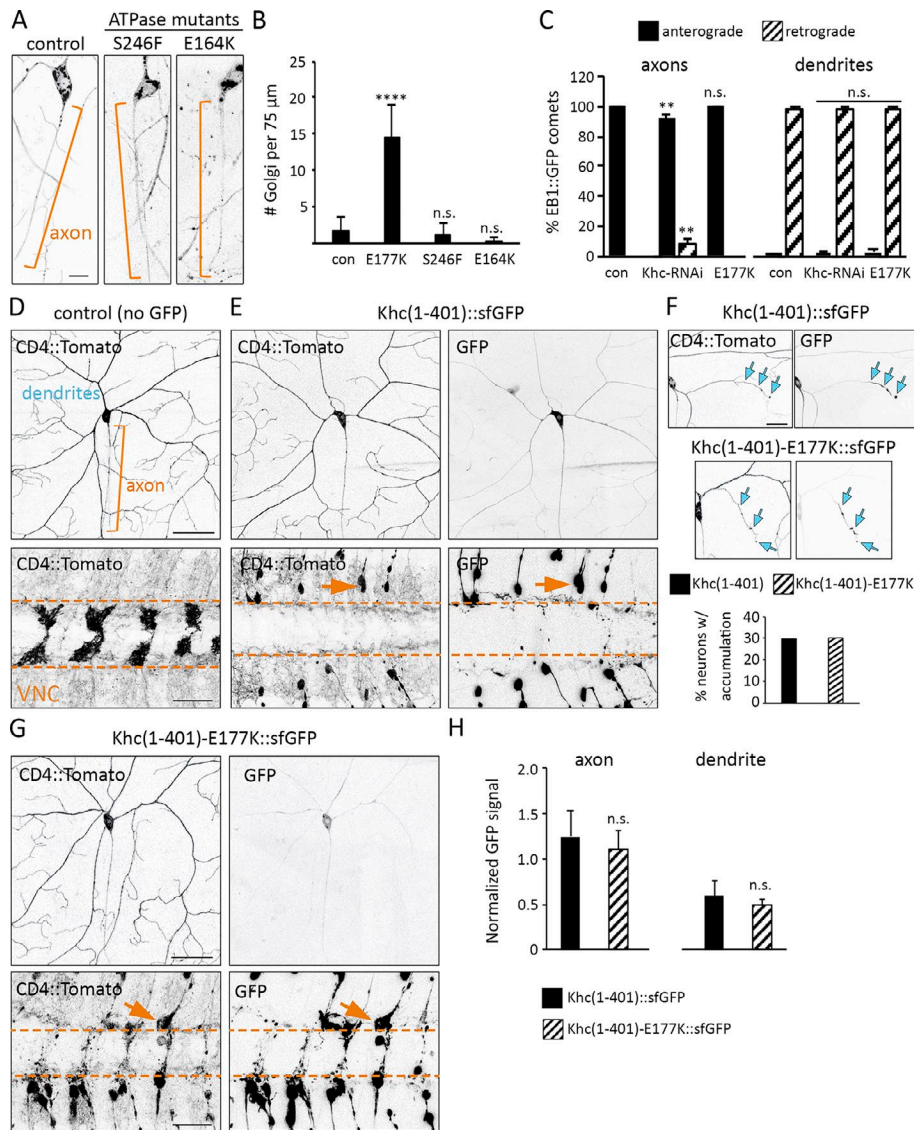 A
ATPase mutants
control
S246F
E164K
axon
B
# Golgi per 75 µm
25
20
15
10
5
0
****
n.s.
n.s.
con
E177K
S246F
E164K
C
anterograde
retrograde
axons
dendrites
% EB1::GFP comets
100
80
60
40
20
0
**
n.s.
**
n.s.
con
Khc-RNAi
E177K
con
Khc-RNAi
E177K
D
control (no GFP)
CD4::Tomato
dendrites
axon
CD4::Tomato
VNC
E
Khc(1-401)::sfGFP
CD4::Tomato
GFP
CD4::Tomato
GFP
F
Khc(1-401)::sfGFP
CD4::Tomato
GFP
Khc(1-401)-E177K::sfGFP
Khc(1-401)
Khc(1-401)-E177K
% neurons w/
accumulation
60
40
20
0
G
Khc(1-401)-E177K::sfGFP
CD4::Tomato
GFP
CD4::Tomato
GFP
H
axon
dendrite
Normalized GFP signal
2.0
1.5
1.0
0.5
0
n.s.
n.s.
Khc(1-401)::sfGFP
Khc(1-401)-E177K::sfGFP